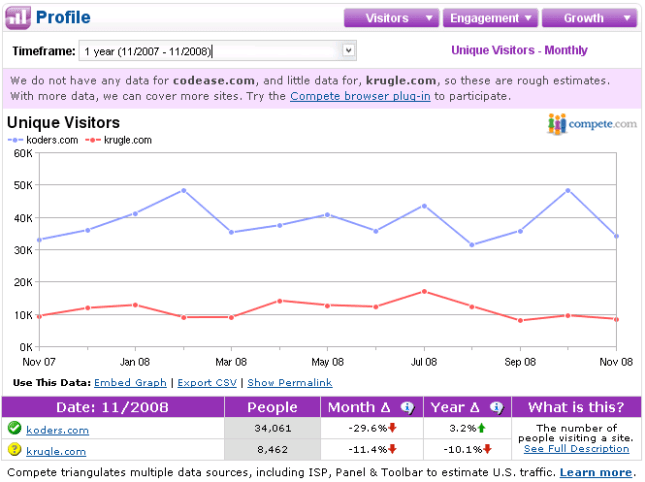 Profile
Visitors Engagement Growth
Timeframe: 1 year (11/2007 - 11/2008) Unique Visitors - Monthly
We do not have any data for codease.com, and little data for, krugle.com, so these are rough estimates.
With more data, we can cover more sites. Try the Compete browser plug-in to participate.
Unique Visitors
compete.com
koders.com krugle.com
60K
50K
40K
30K
20K
10K
0K
Nov 07 Jan 08 Mar 08 May 08 Jul 08 Sep 08 Nov 08
Use This Data: Embed Graph | Export CSV | Show Permalink
Date: 11/2008 People Month Δ Year Δ What is this?
koders.com 34,061 -29.6% 3.2% The number of
people visiting a site.
krugle.com 8,462 -11.4% -10.1% See Full Description
Compete triangulates multiple data sources, including ISP, Panel & Toolbar to estimate U.S. traffic. Learn more.